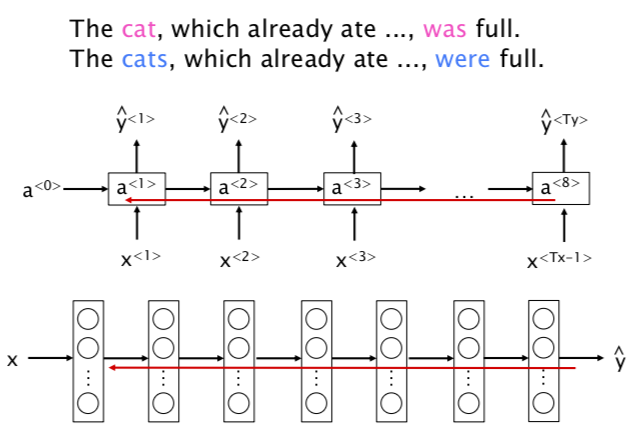 The cat, which already ate ..., was full.
The cats, which already ate ..., were full.
ŷ<1> ŷ<2> ŷ<3> ŷ<Ty>
a<0> a<1> a<2> a<3> ... a<8>
x<1> x<2> x<3> x<Tx-1>
x ŷ